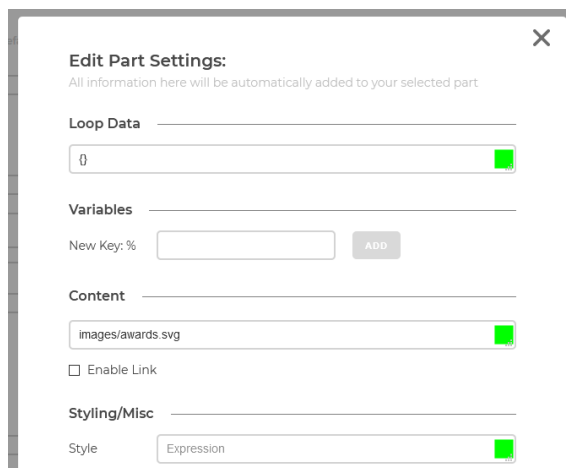 Edit Part Settings:
All information here will be automatically added to your selected part
Loop Data
{}
Variables
New Key: %
ADD
Content
images/awards.svg
Enable Link
Styling/Misc
Style
Expression